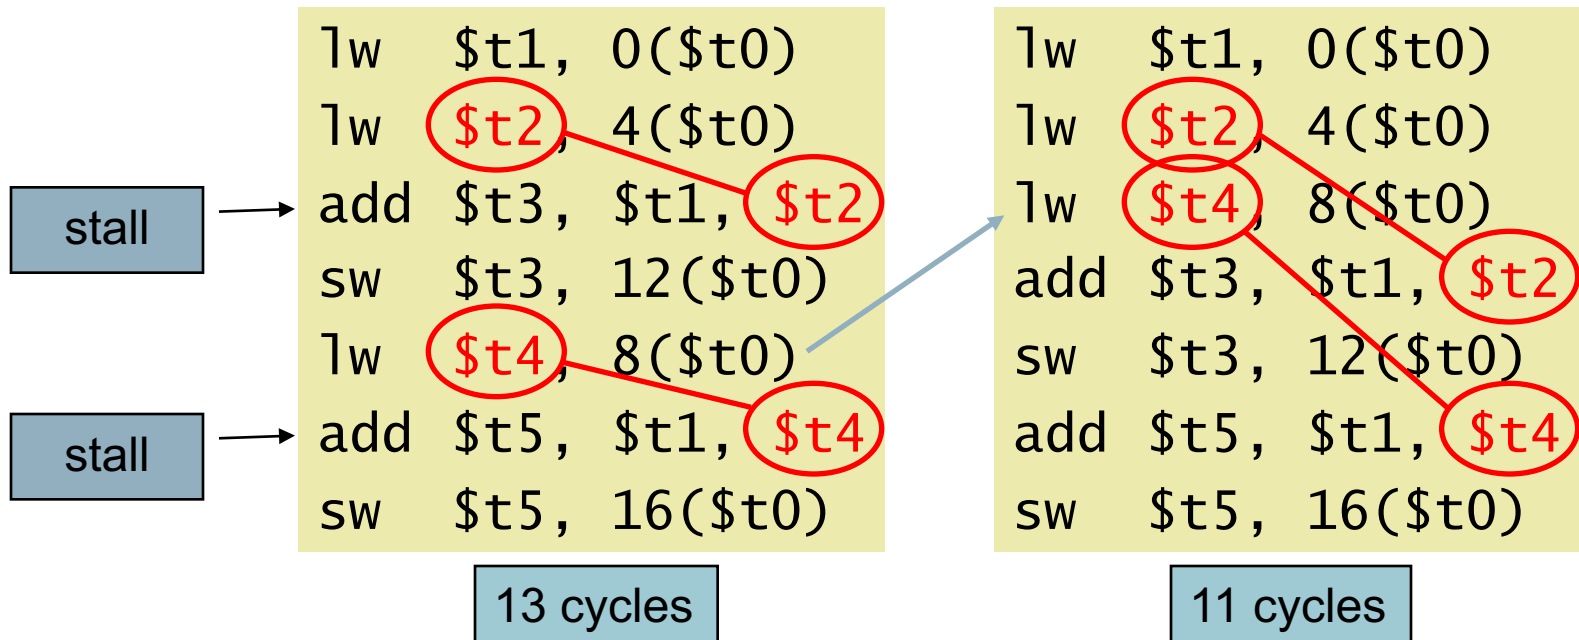 lw $t1, 0($t0)
lw $t2, 4($t0)
stall
add $t3, $t1, $t2
sw $t3, 12($t0)
lw $t4, 8($t0)
stall
add $t5, $t1, $t4
sw $t5, 16($t0)
13 cycles
lw $t1, 0($t0)
lw $t2, 4($t0)
lw $t4, 8($t0)
add $t3, $t1, $t2
sw $t3, 12($t0)
add $t5, $t1, $t4
sw $t5, 16($t0)
11 cycles